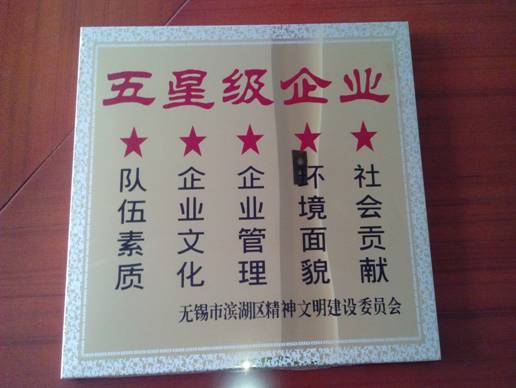 五星级企业
★ ★ ★ ★ ★
队伍素质
企业文化
企业管理
环境面貌
社会贡献
无锡市滨湖区精神文明建设委员会